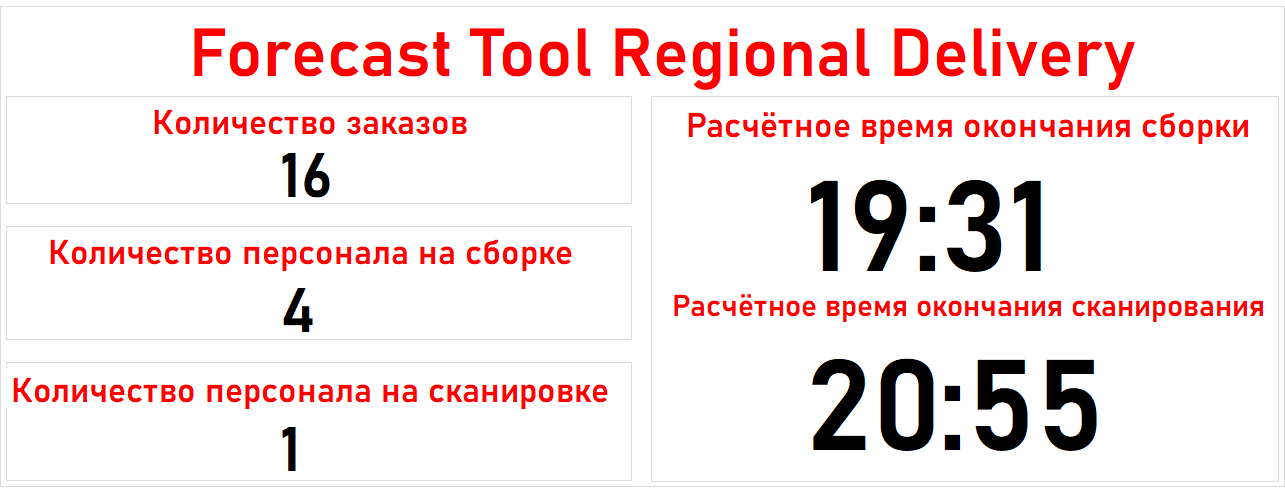 Forecast Tool Regional Delivery
Количество заказов
16
Количество персонала на сборке
4
Количество персонала на сканировке
1
Расчётное время окончания сборки
19:31
Расчётное время окончания сканирования
20:55